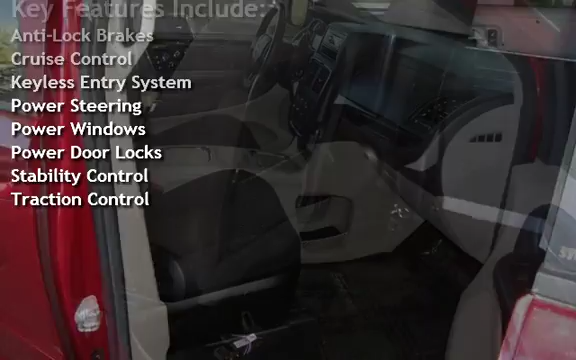 Key Features Include:
Anti-Lock Brakes
Cruise Control
Keyless Entry System
Power Steering
Power Windows
Power Door Locks
Stability Control
Traction Control